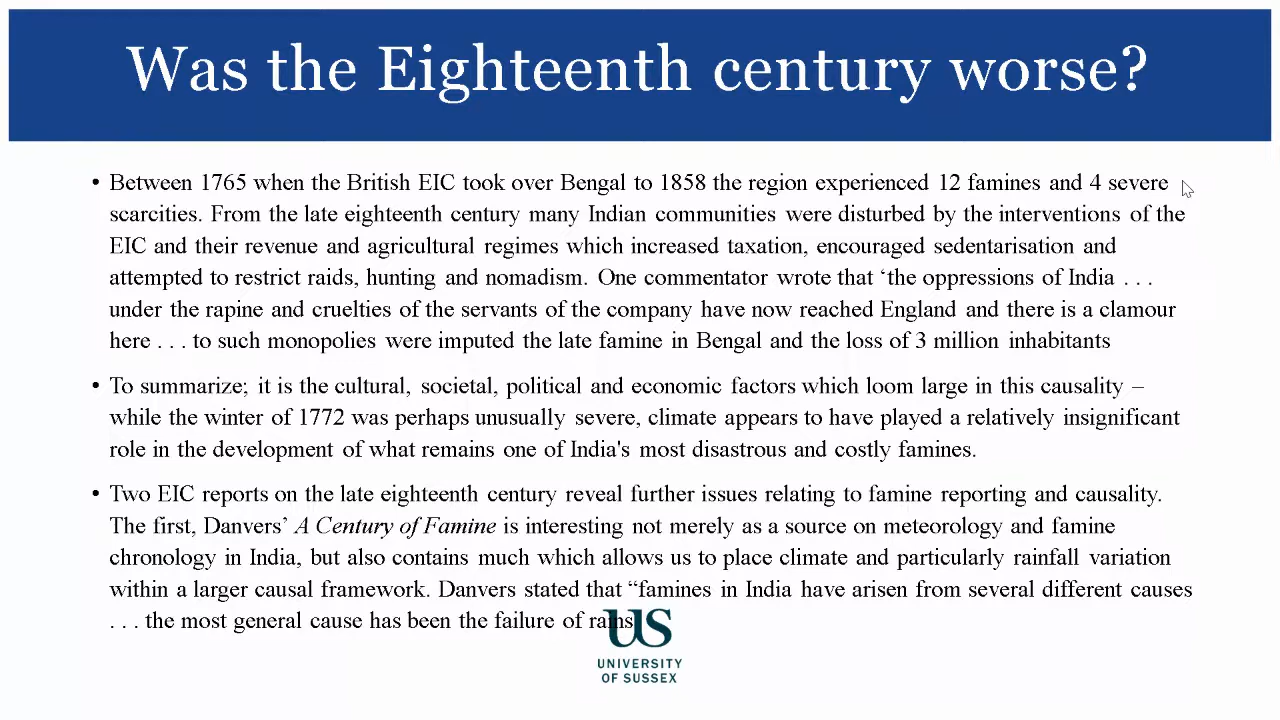 Was the Eighteenth century worse?
• Between 1765 when the British EIC took over Bengal to 1858 the region experienced 12 famines and 4 severe
scarcities. From the late eighteenth century many Indian communities were disturbed by the interventions of the
EIC and their revenue and agricultural regimes which increased taxation, encouraged sedentarisation and
attempted to restrict raids, hunting and nomadism. One commentator wrote that ‘the oppressions of India . . .
under the rapine and cruelties of the servants of the company have now reached England and there is a clamour
here . . . to such monopolies were imputed the late famine in Bengal and the loss of 3 million inhabitants
• To summarize; it is the cultural, societal, political and economic factors which loom large in this causality –
while the winter of 1772 was perhaps unusually severe, climate appears to have played a relatively insignificant
role in the development of what remains one of India's most disastrous and costly famines.
• Two EIC reports on the late eighteenth century reveal further issues relating to famine reporting and causality.
The first, Danvers’ A Century of Famine is interesting not merely as a source on meteorology and famine
chronology in India, but also contains much which allows us to place climate and particularly rainfall variation
within a larger causal framework. Danvers stated that “famines in India have arisen from several different causes
. . . the most general cause has been the failure of rains
US
UNIVERSITY
OF SUSSEX